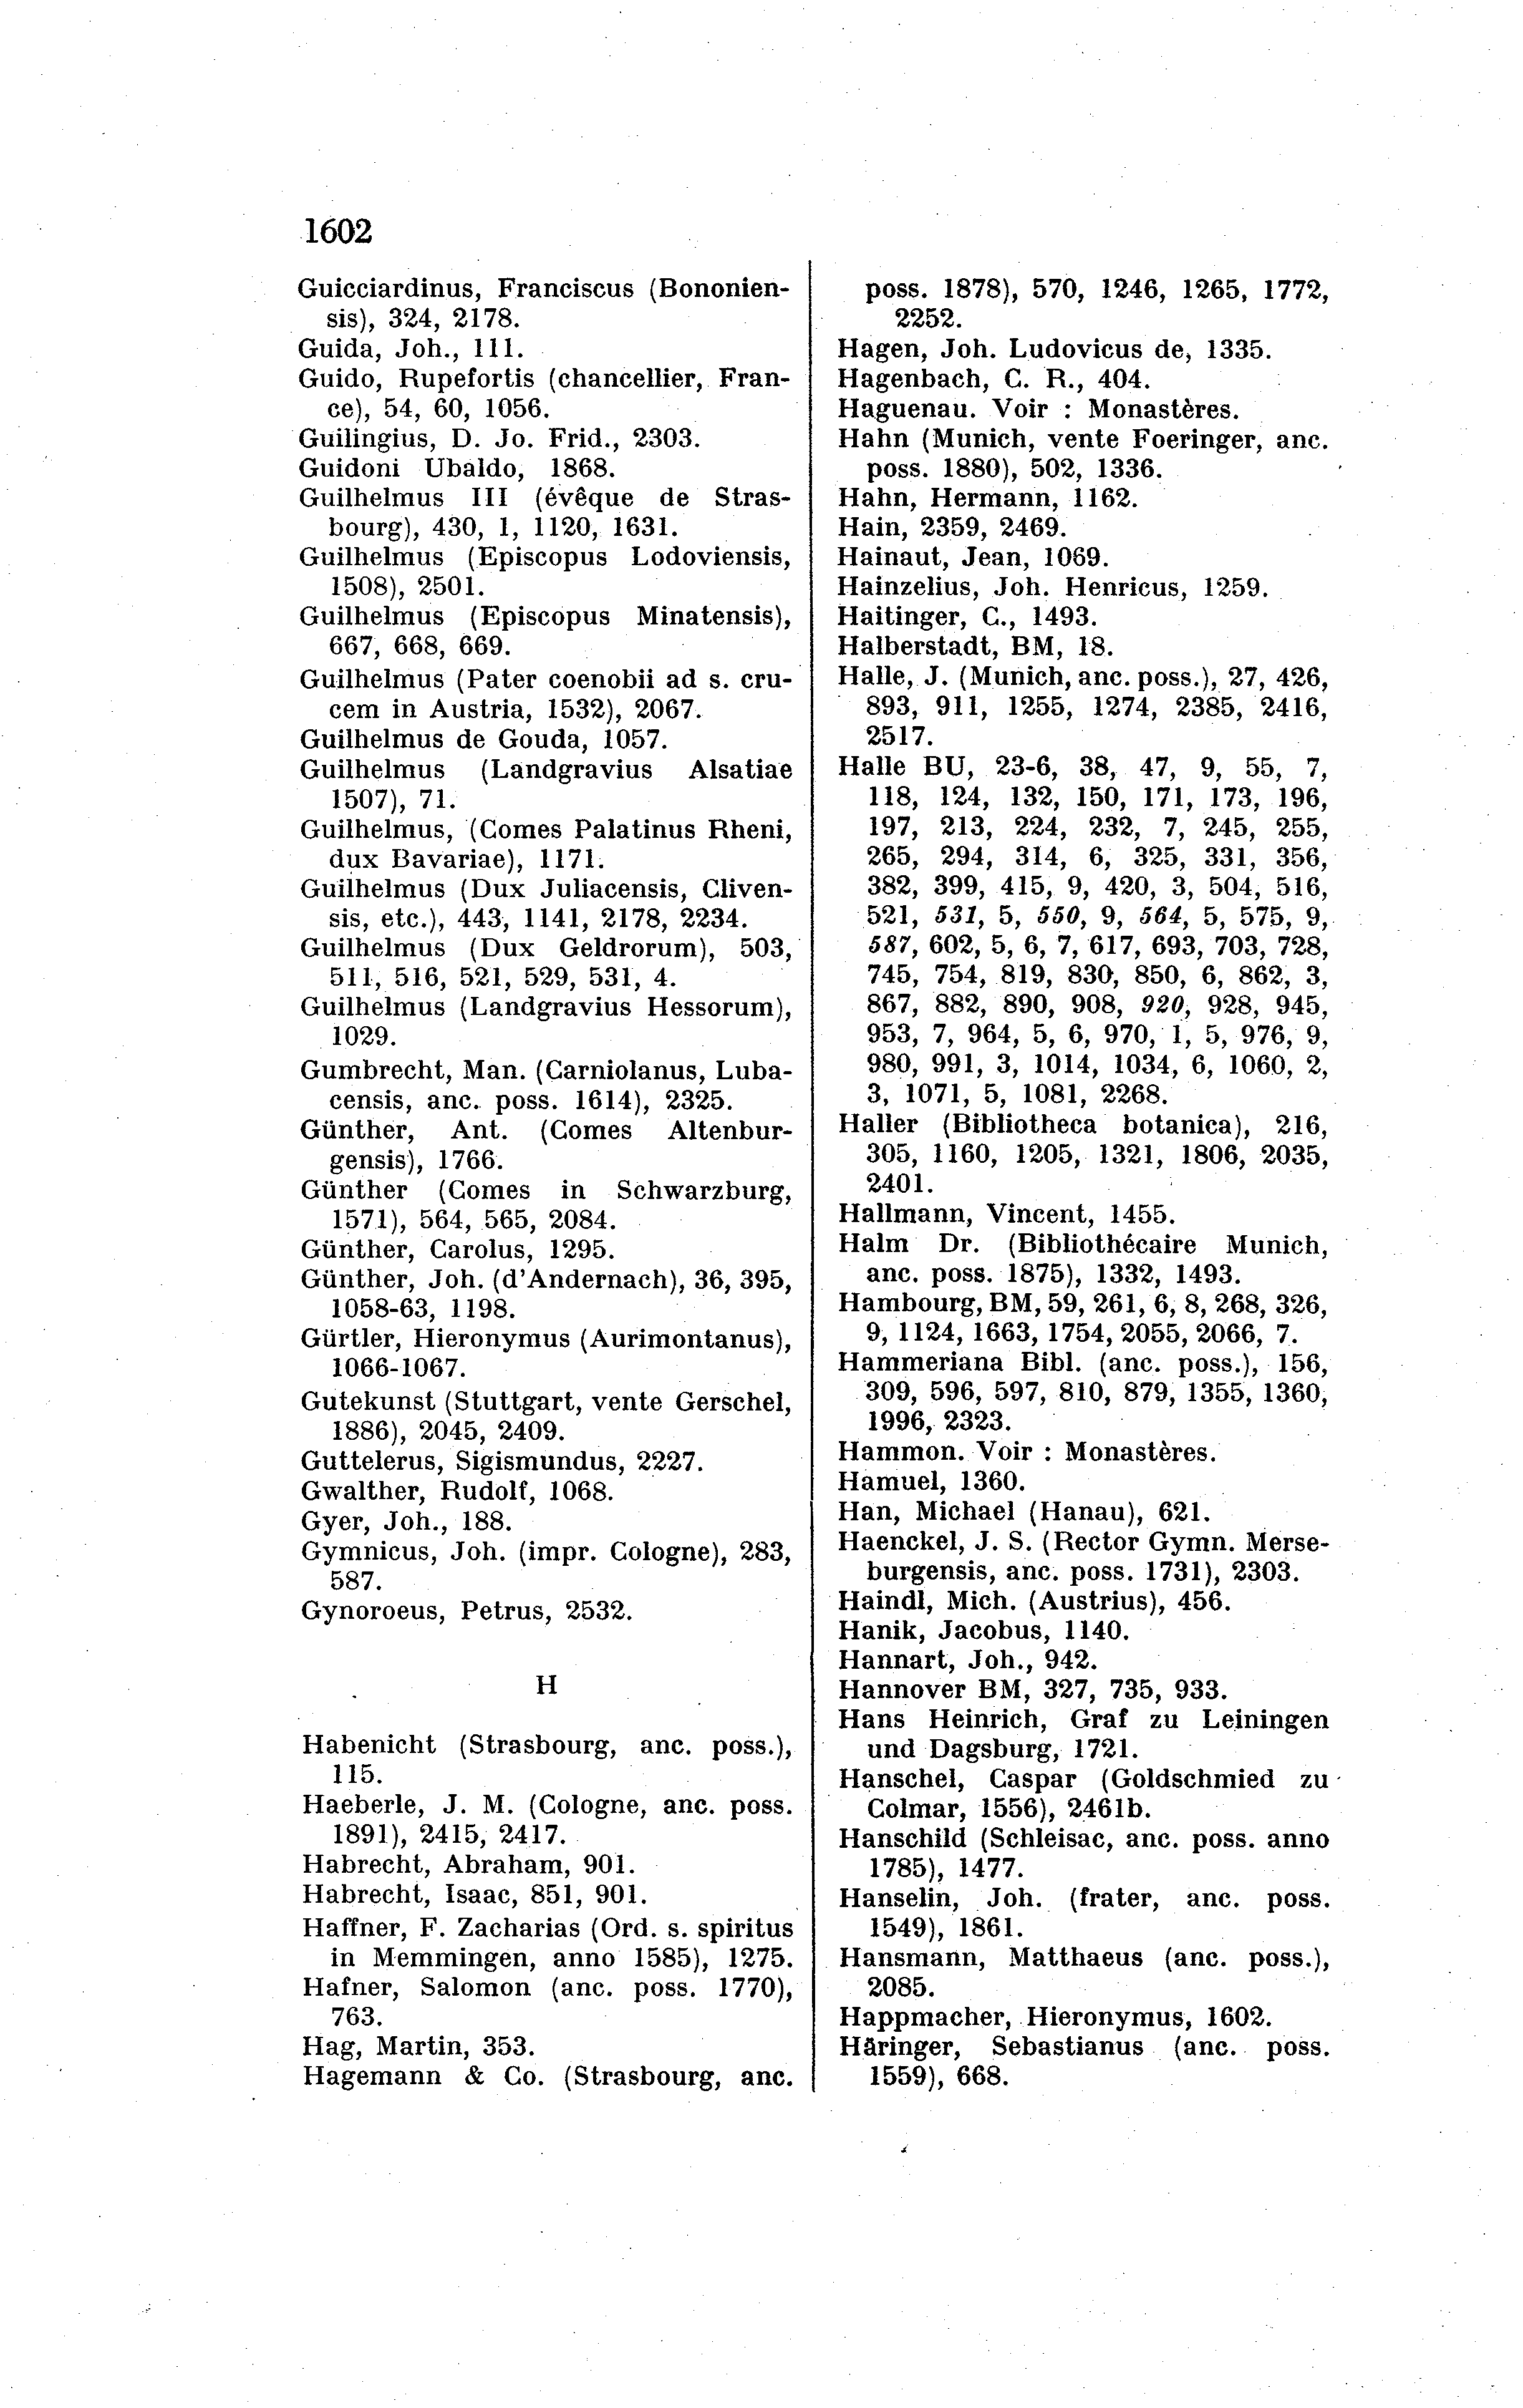 1602
Guicciardinus, Franciscus (Bononien-
sis), 324, 2178.
Guida, Joh., 111.
Guido, Rupefortis (chancellier, Fran-
ce), 54, 60, 1056.
Guilingius, D. Jo. Frid., 2303.
Guidoni Ubaldo, 1868.
Guilhelmus III (évêque de Stras-
bourg), 430, 1, 1120, 1631.
Guilhelmus (Episcopus Lodoviensis,
1508), 2501.
Guilhelmus (Episcopus Minatensis),
667, 668, 669.
Guilhelmus (Pater coenobii ad s. cru-
cem in Austria, 1532), 2067.
Guilhelmus de Gouda, 1057.
Guilhelmus (Landgravius Alsatiae
1507), 71.
Guilhelmus, (Comes Palatinus Rheni,
dux Bavariae), 1171.
Guilhelmus (Dux Juliacensis, Cliven-
sis, etc.), 443, 1141, 2178, 2234.
Guilhelmus (Dux Geldrorum), 503,
511, 516, 521, 529, 531, 4.
Guilhelmus (Landgravius Hessorum),
1029.
Gumbrecht, Man. (Carniolanus, Luba-
censis, anc. poss. 1614), 2325.
Günther, Ant. (Comes Altenbur-
gensis), 1766.
Günther (Comes in Schwarzburg,
1571), 564, 565, 2084.
Günther, Carolus, 1295.
Günther, Joh. (d'Andernach), 36, 395,
1058-63, 1198.
Gürtler, Hieronymus (Aurimontanus),
1066-1067.
Gutekunst (Stuttgart, vente Gerschel,
1886), 2045, 2409.
Guttelerus, Sigismundus, 2227.
Gwalther, Rudolf, 1068.
Gyer, Joh., 188.
Gymnicus, Joh. (impr. Cologne), 283,
587.
Gynoroeus, Petrus, 2532.
H
Habenicht (Strasbourg, anc. poss.),
115.
Haeberle, J. M. (Cologne, anc. poss.
1891), 2415, 2417.
Habrecht, Abraham, 901.
Habrecht, Isaac, 851, 901.
Haffner, F. Zacharias (Ord. s. spiritus
in Memmingen, anno 1585), 1275.
Hafner, Salomon (anc. poss. 1770),
763.
Hag, Martin, 353.
Hagemann & Co. (Strasbourg, anc.
poss. 1878), 570, 1246, 1265, 1772,
2252.
Hagen, Joh. Ludovicus de, 1335.
Hagenbach, C. R., 404.
Haguenau. Voir : Monastères.
Hahn (Munich, vente Foeringer, anc.
poss. 1880), 502, 1336.
Hahn, Hermann, 1162.
Hain, 2359, 2469.
Hainaut, Jean, 1069.
Hainzelius, Joh. Henricus, 1259.
Haitinger, C., 1493.
Halberstadt, BM, 18.
Halle, J. (Munich, anc. poss.), 27, 426,
893, 911, 1255, 1274, 2385, 2416,
2517.
Halle BU, 23-6, 38, 47, 9, 55, 7,
118, 124, 132, 150, 171, 173, 196,
197, 213, 224, 232, 7, 245, 255,
265, 294, 314, 6, 325, 331, 356,
382, 399, 415, 9, 420, 3, 504, 516,
521, 531, 5, 550, 9, 564, 5, 575, 9,
587, 602, 5, 6, 7, 617, 693, 703, 728,
745, 754, 819, 830, 850, 6, 862, 3,
867, 882, 890, 908, 920, 928, 945,
953, 7, 964, 5, 6, 970, 1, 5, 976, 9,
980, 991, 3, 1014, 1034, 6, 1060, 2,
3, 1071, 5, 1081, 2268.
Haller (Bibliotheca botanica), 216,
305, 1160, 1205, 1321, 1806, 2035,
2401.
Hallmann, Vincent, 1455.
Halm Dr. (Bibliothécaire Munich,
anc. poss. 1875), 1332, 1493.
Hambourg, BM, 59, 261, 6, 8, 268, 326,
9, 1124, 1663, 1754, 2055, 2066, 7.
Hammeriana Bibl. (anc. poss.), 156,
309, 596, 597, 810, 879, 1355, 1360,
1996, 2323.
Hammon. Voir : Monastères.
Hamuel, 1360.
Han, Michael (Hanau), 621.
Haenckel, J. S. (Rector Gymn. Merse-
burgensis, anc. poss. 1731), 2303.
Haindl, Mich. (Austrius), 456.
Hanik, Jacobus, 1140.
Hannart, Joh., 942.
Hannover BM, 327, 735, 933.
Hans Heinrich, Graf zu Leiningen
und Dagsburg, 1721.
Hanschel, Caspar (Goldschmied zu
Colmar, 1556), 2461b.
Hanschild (Schleisac, anc. poss. anno
1785), 1477.
Hanselin, Joh. (frater, anc. poss.
1549), 1861.
Hansmann, Matthaeus (anc. poss.),
2085.
Happmacher, Hieronymus, 1602.
Häringer, Sebastianus (anc. poss.
1559), 668.